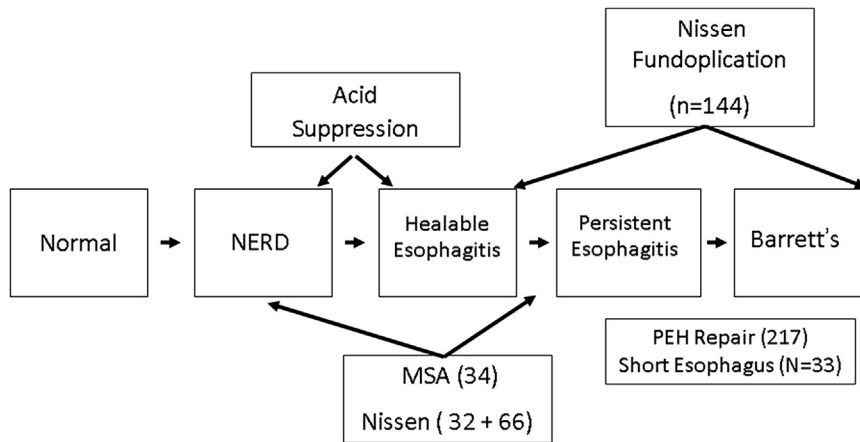 Nissen
Fundoplication
(n=144)
Acid
Suppression
Normal
NERD
Healable
Esophagitis
Persistent
Esophagitis
Barrett's
PEH Repair (217)
Short Esophagus (N=33)
MSA (34)
Nissen ( 32 + 66)